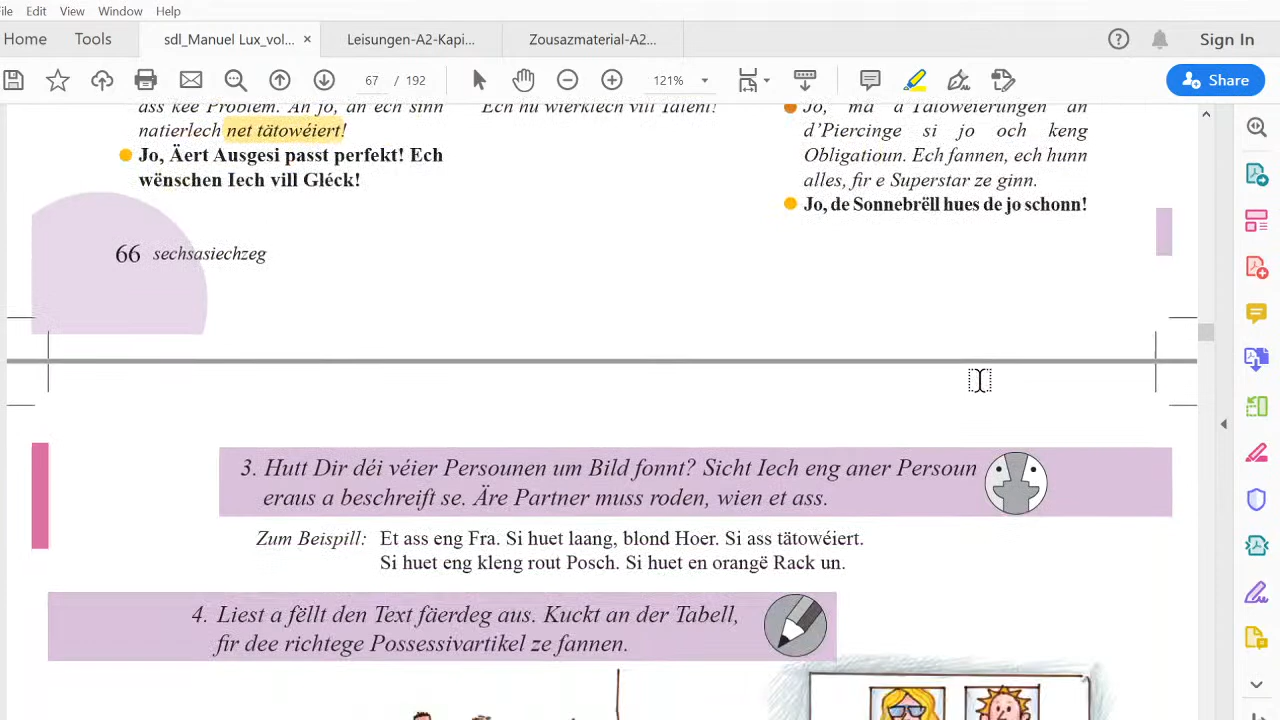 File Edit View Window Help
Home Tools sdl_Manuel Lux_vol... × Leisungen-A2-Kapi... Zousazmaterial-A2... Sign In
67 / 192 121% Share
ass kee Problem. An jo, an ech sinn
natierlech net tätowéiert!
Jo, Äert Ausgesi passt perfekt! Ech
wënschen Iech vill Gléck!
66 sechsasiechzeg
Ech hu wierklech vill Talent!
Jo, ma d'Tatoweierungen an
d'Piercinge si jo och keng
Obligatioun. Ech fannen, ech hunn
alles, fir e Superstar ze ginn.
Jo, de Sonnebrëll hues de jo schonn!
3. Hutt Dir déi véier Persounen um Bild fonnt? Sicht Iech eng aner Persoun
eraus a beschreift se. Äre Partner muss roden, wien et ass.
Zum Beispill: Et ass eng Fra. Si huet laang, blond Hoer. Si ass tätowéiert.
Si huet eng kleng rout Posch. Si huet en orangë Rack un.
4. Liest a fëllt den Text fäerdeg aus. Kuckt an der Tabell,
fir dee richtege Possessivartikel ze fannen.